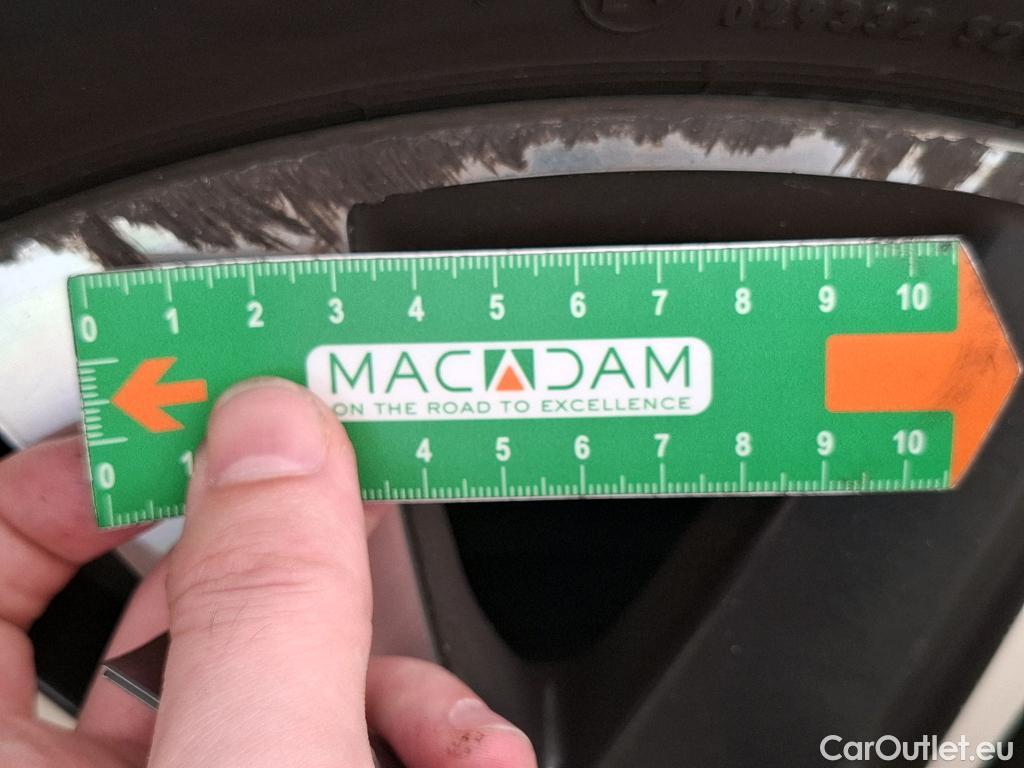 029332
0 1 2 3 4 5 6 7 8 9 10
MACADAM
ON THE ROAD TO EXCELLENCE
0 1 4 5 6 7 8 9 10
CarOutlet.eu